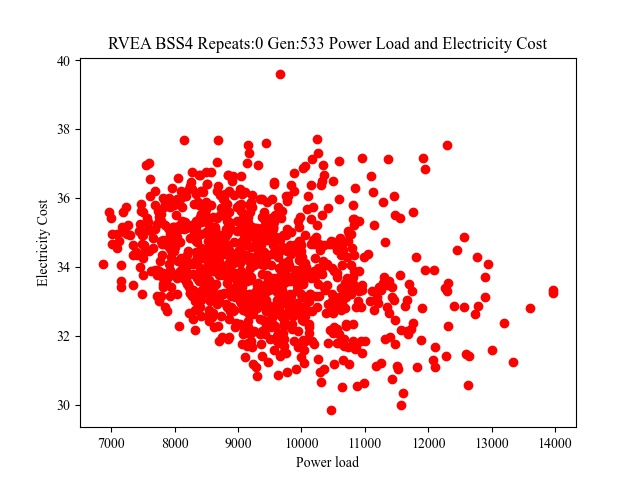 RVEA BSS4 Repeats:0 Gen:533 Power Load and Electricity Cost
40
38
36
34
32
30
Electricity Cost
7000 8000 9000 10000 11000 12000 13000 14000
Power load